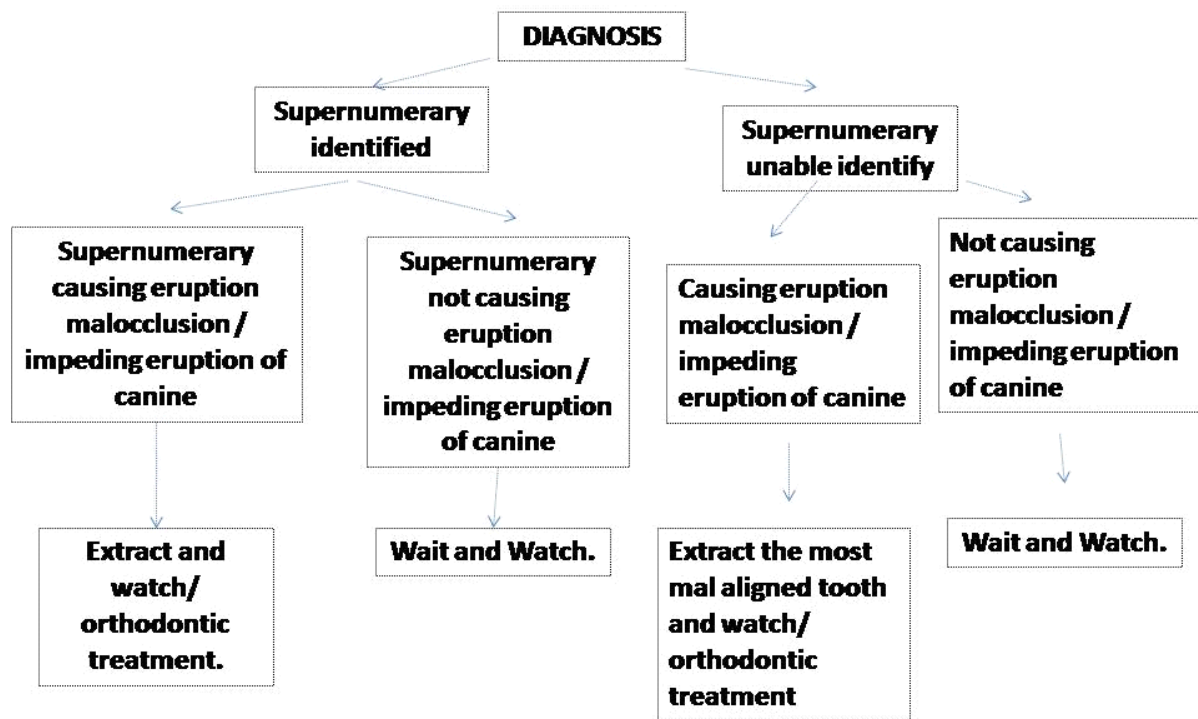 DIAGNOSIS
Supernumerary
identified
Supernumerary
unable identify
Supernumerary
causing eruption
malocclusion /
impeding eruption of
canine
Supernumerary
not causing
eruption
malocclusion /
impeding eruption
of canine
Causing eruption
malocclusion /
impeding
eruption of canine
Not causing
eruption
malocclusion /
impeding eruption
of canine
Extract and
watch/
orthodontic
treatment.
Wait and Watch.
Extract the most
mal aligned tooth
and watch/
orthodontic
treatment
Wait and Watch.